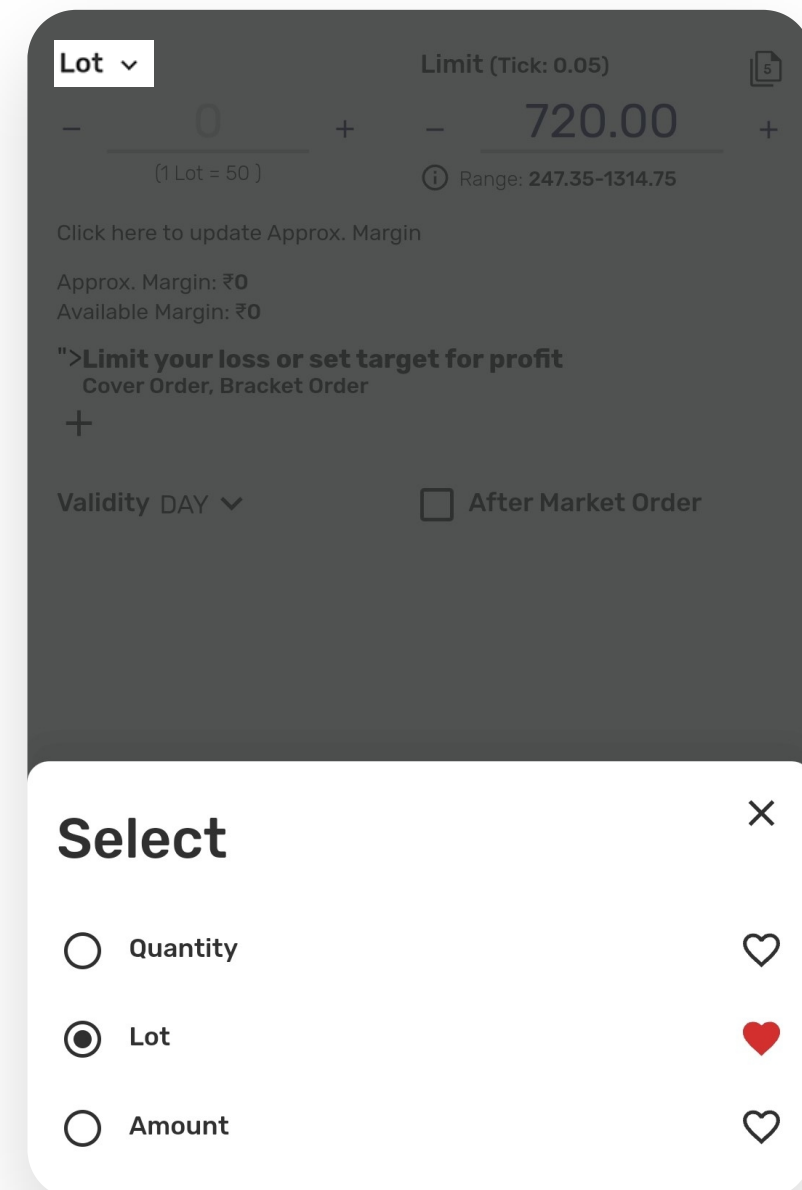 Lot
Limit (Tick: 0.05)
5
− 0 +
− 720.00 +
(1 Lot = 50 )
Range: 247.35-1314.75
Click here to update Approx. Margin
Approx. Margin: ₹0
Available Margin: ₹0
">Limit your loss or set target for profit
Cover Order, Bracket Order
+
Validity DAY
After Market Order
Select
Quantity
Lot
Amount